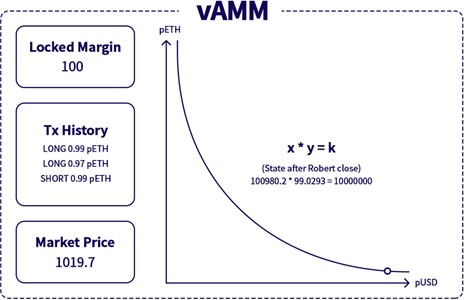 vAMM
Locked Margin
100
Tx History
LONG 0.99 pETH
LONG 0.97 pETH
SHORT 0.99 pETH
Market Price
1019.7
pETH
x * y = k
(State after Robert close)
100980.2 * 99.0293 = 10000000
pUSD